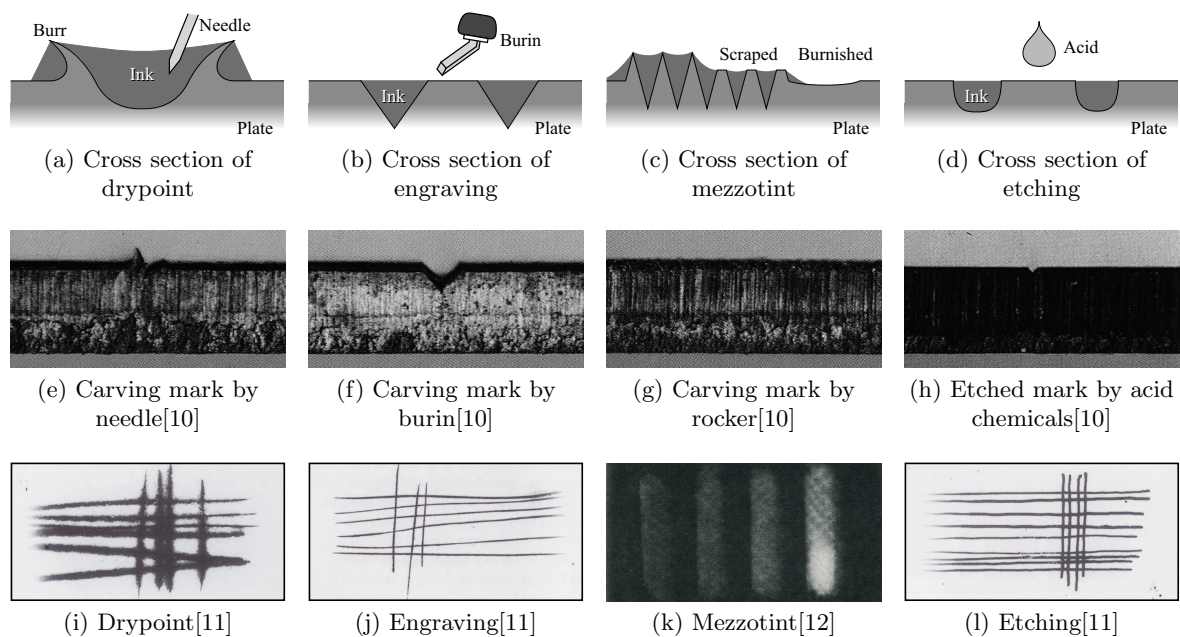 Burr
Needle
Ink
Plate
(a) Cross section of
drypoint
Burin
Ink
Plate
(b) Cross section of
engraving
Scraped
Burnished
Plate
(c) Cross section of
mezzotint
Acid
Ink
Plate
(d) Cross section of
etching
(e) Carving mark by
needle[10]
(f) Carving mark by
burin[10]
(g) Carving mark by
rocker[10]
(h) Etched mark by acid
chemicals[10]
(i) Drypoint[11]
(j) Engraving[11]
(k) Mezzotint[12]
(l) Etching[11]